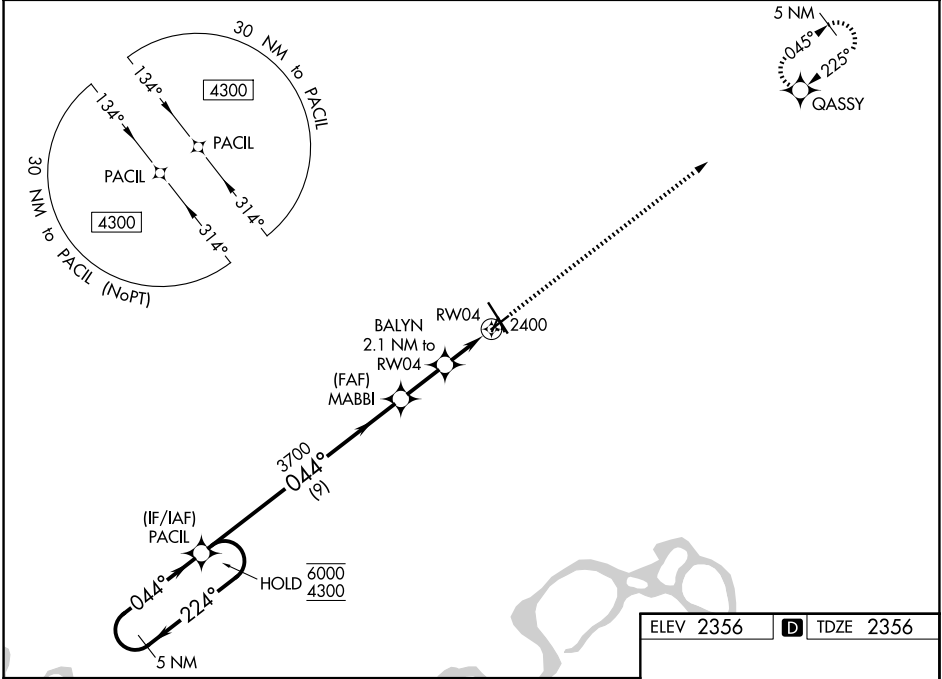 30 NM to PACIL
134°
4300
PACIL
314°
134°
PACIL
4300
314°
30 NM to PACIL (NoPT)
5 NM
045°
225°
QASSY
RW04
2400
BALYN
2.1 NM to
RW04
(FAF)
MABBI
3700
044°
(9)
(IF/IAF)
PACIL
HOLD 6000
4300
044°
224°
5 NM
ELEV 2356 D TDZE 2356